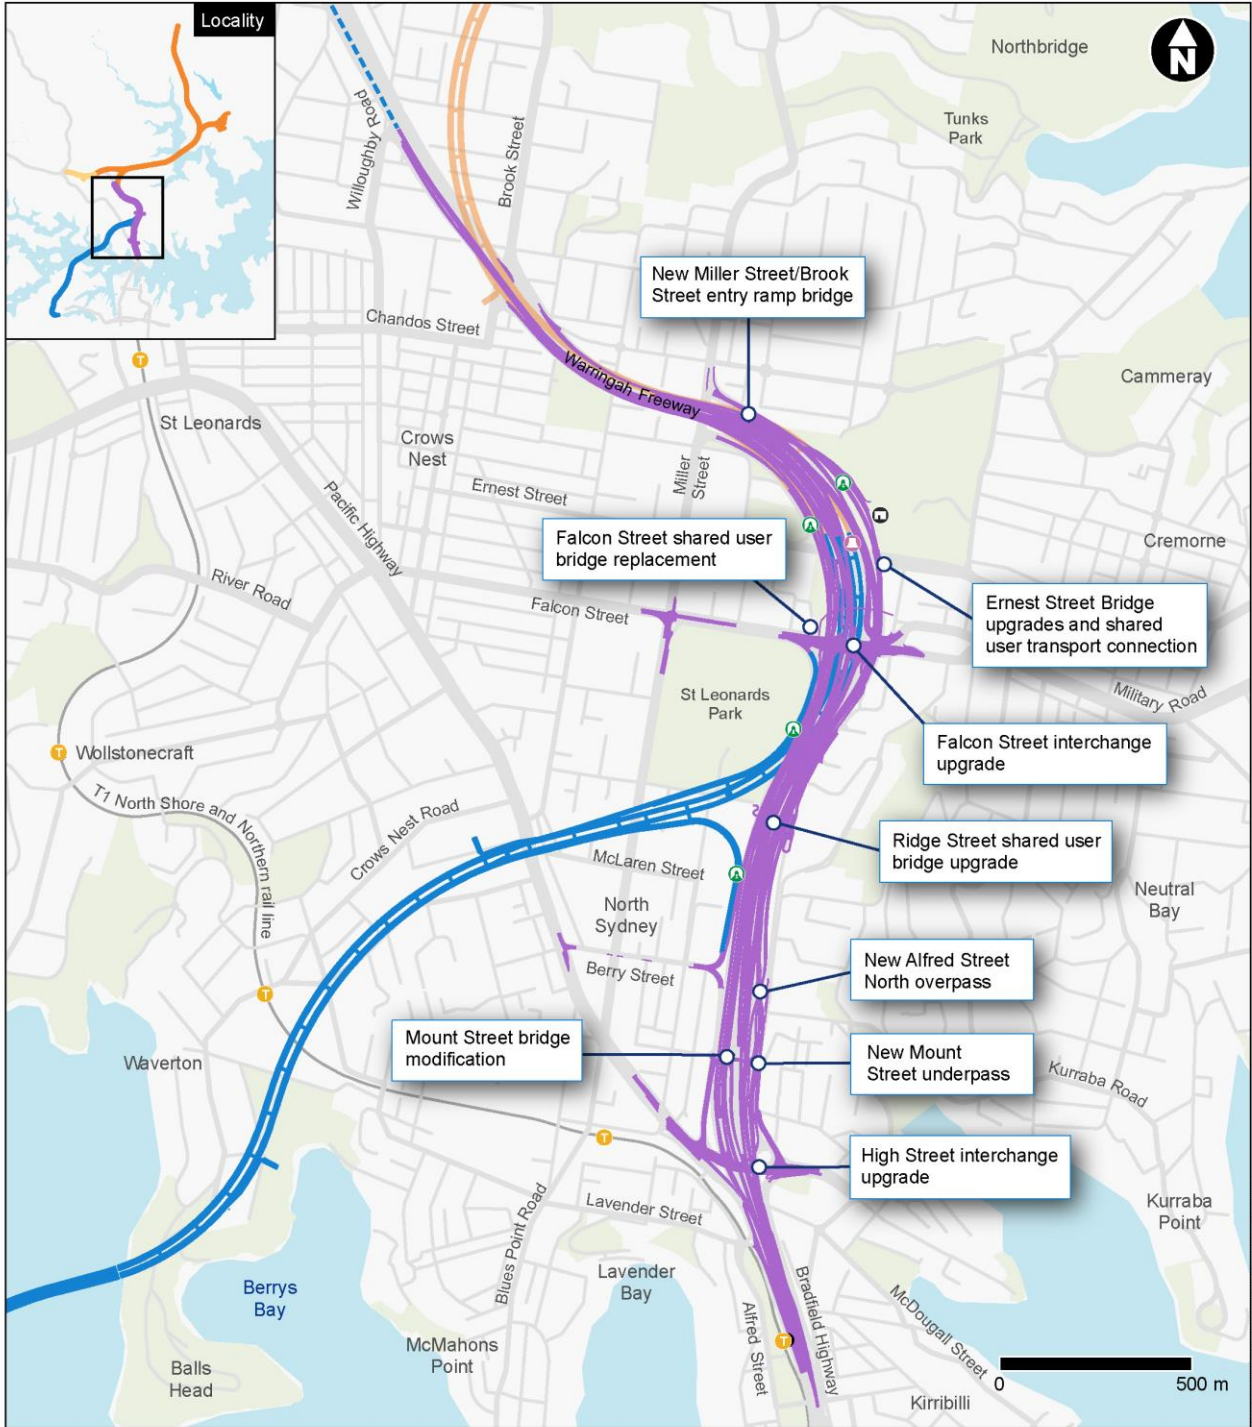 Locality
N
Northbridge
Tunks
Park
Willoughby Road
Brook Street
New Miller Street/Brook
Street entry ramp bridge
Chandos Street
Warringah Freeway
Cammeray
St Leonards
Crows
Nest
Miller
Street
Ernest Street
Pacific Highway
Falcon Street shared user
bridge replacement
Cremorne
River Road
Falcon Street
Ernest Street Bridge
upgrades and shared
user transport connection
St Leonards
Park
Military Road
Wollstonecraft
Falcon Street interchange
upgrade
T1 North Shore and Northern rail line
Crows Nest Road
Ridge Street shared user
bridge upgrade
McLaren Street
North
Sydney
Neutral
Bay
Berry Street
New Alfred Street
North overpass
Mount Street bridge
modification
New Mount
Street underpass
Waverton
Kurraba Road
High Street interchange
upgrade
Lavender Street
Kurraba
Point
Blues Point Road
Berrys
Bay
Lavender
Bay
Bradfield Highway
McDougall Street
Alfred Street
McMahons
Point
Balls
Head
Kirribilli
0 500 m
T
T
T
T
T